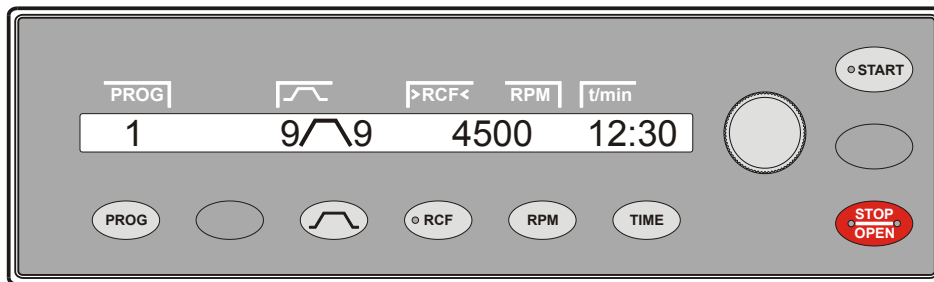 START
PROG >RCF< RPM t/min
1 9 9 4500 12:30
PROG RCF RPM TIME
STOP
OPEN